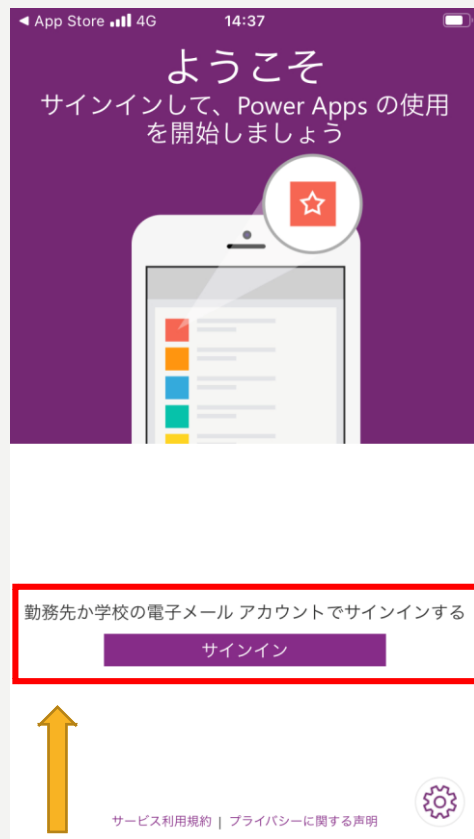 ◀ App Store 4G 14:37
ようこそ
サインインして、Power Apps の使用
を開始しましょう
勤務先か学校の電子メール アカウントでサインインする
サインイン
サービス利用規約 | プライバシーに関する声明